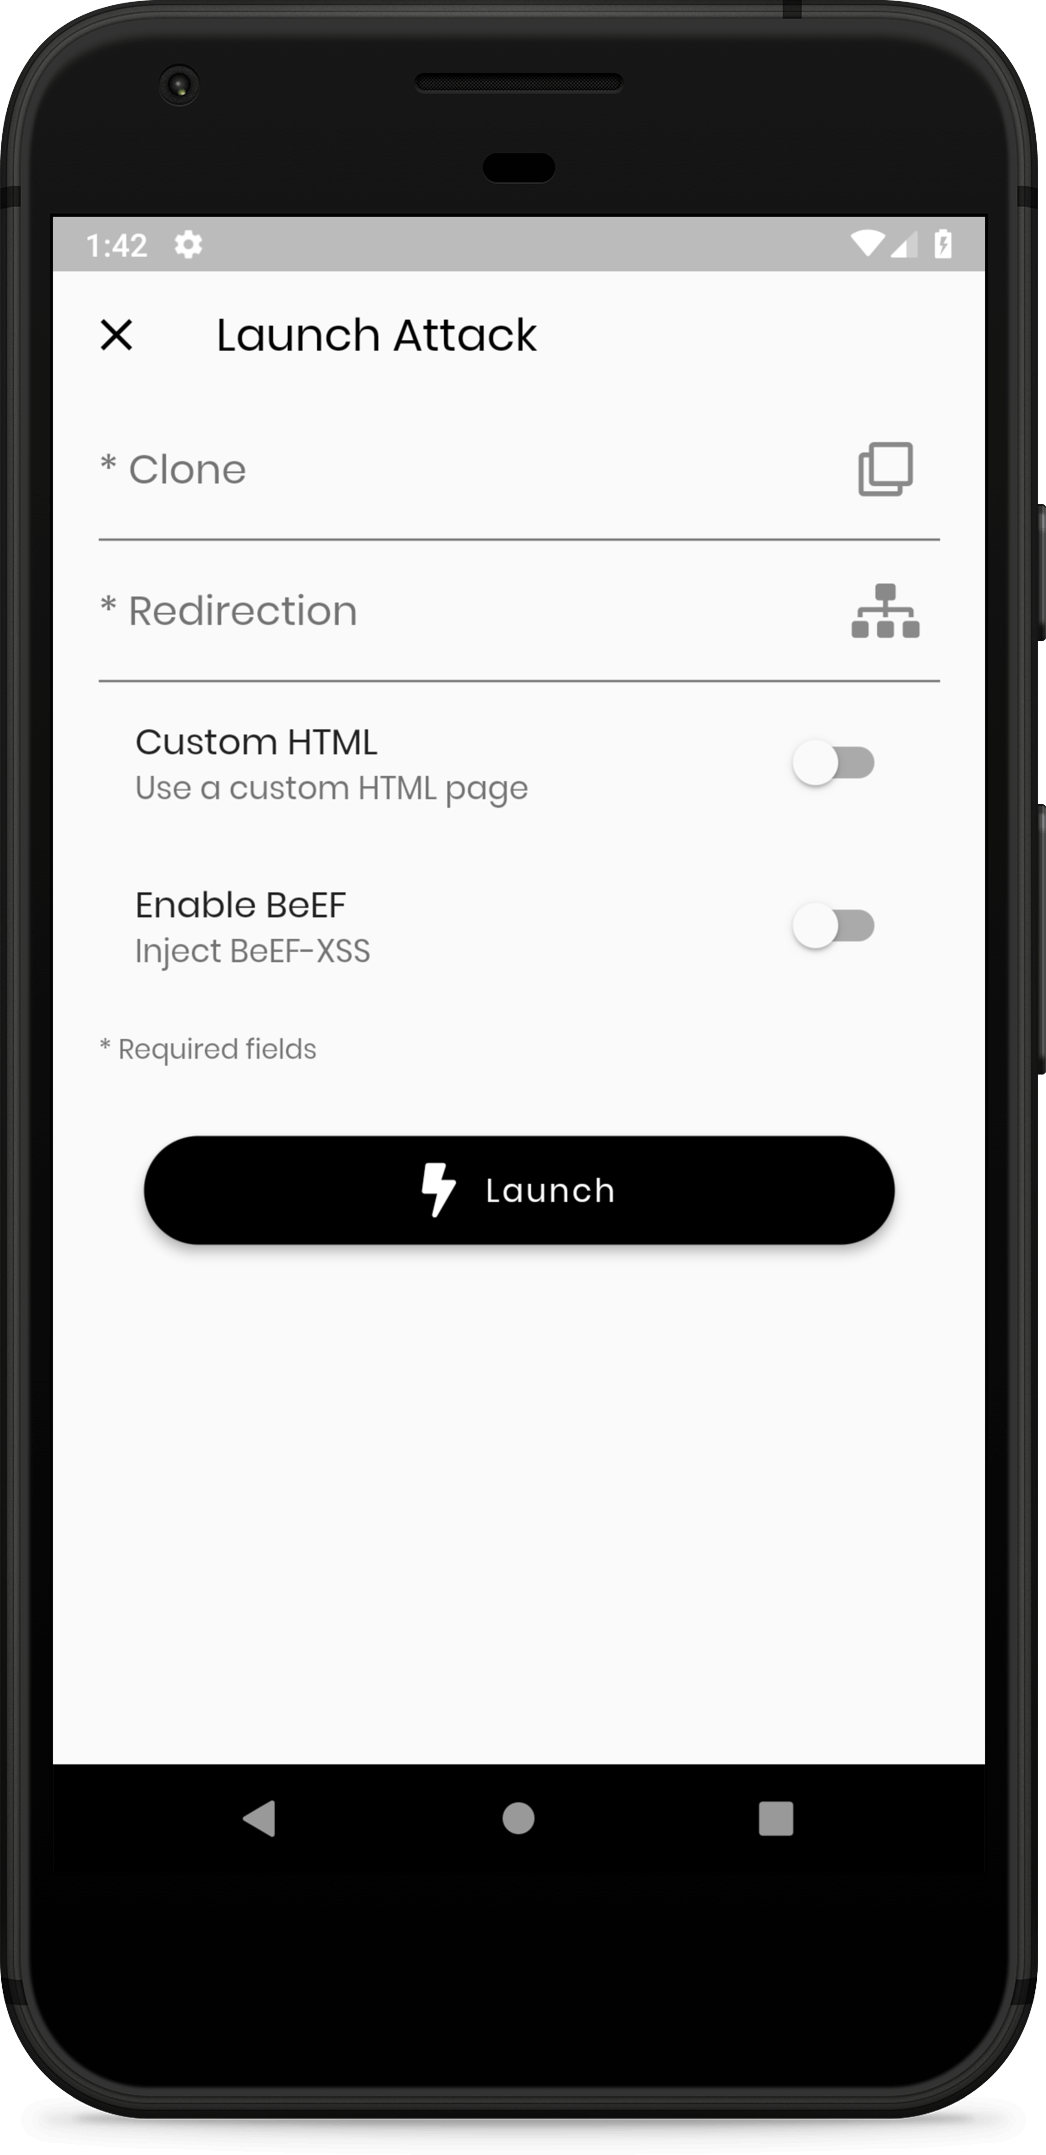 1:42
Launch Attack
* Clone
* Redirection
Custom HTML
Use a custom HTML page
Enable BeEF
Inject BeEF-XSS
* Required fields
Launch